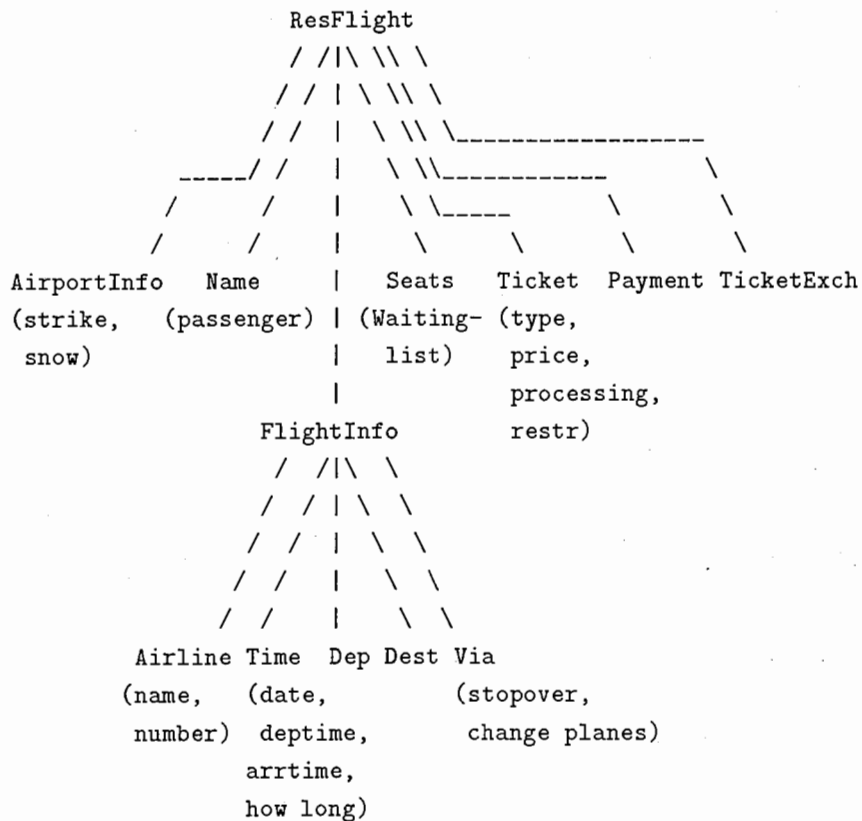 ResFlight
AirportInfo Name Seats Ticket Payment TicketExch
(strike, (passenger) (Waiting- (type,
snow) list) price,
processing,
FlightInfo restr)
Airline Time Dep Dest Via
(name, (date, (stopover,
number) deptime, change planes)
arrtime,
how long)